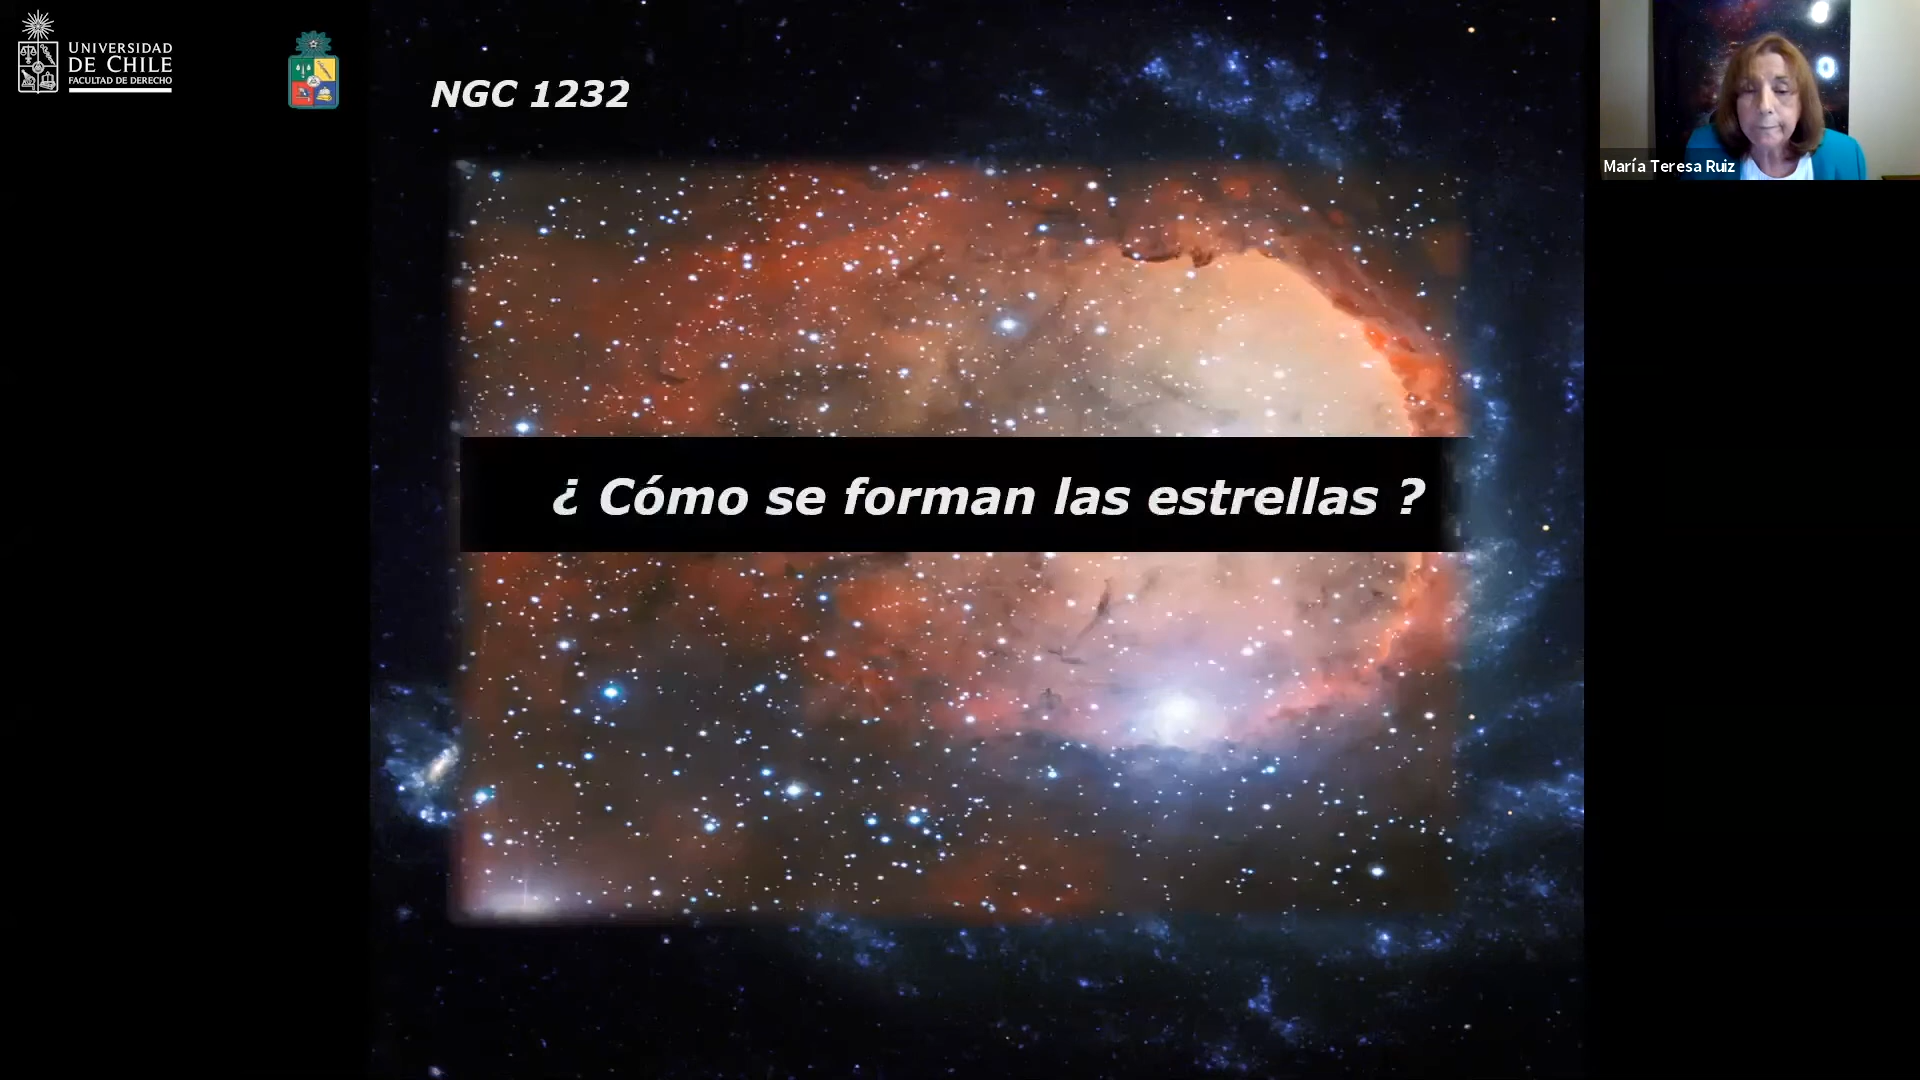 UNIVERSIDAD
DE CHILE
FACULTAD DE DERECHO
NGC 1232
María Teresa Ruiz
¿ Cómo se forman las estrellas ?